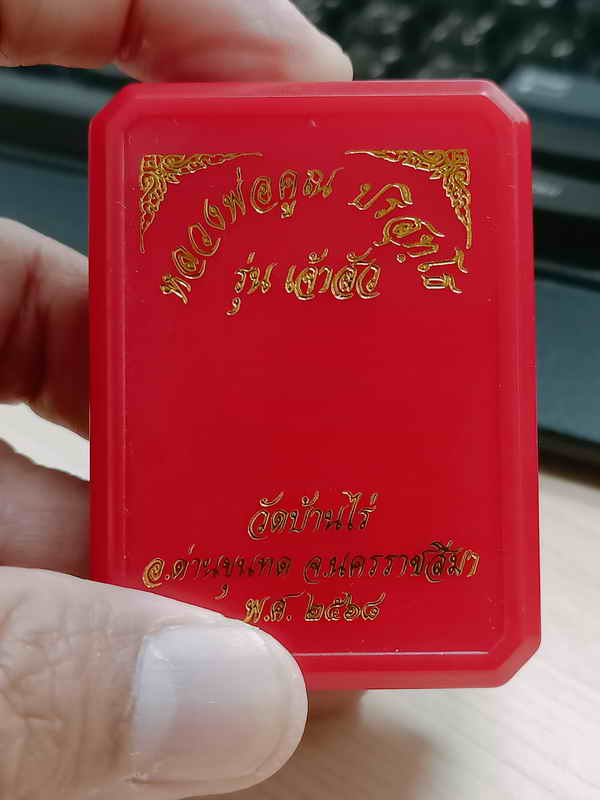 หลวงพ่อคูณ ปริสุทฺโธ
รุ่น เจ้าสัว
วัดบ้านไร่
อ.ด่านขุนทด จ.นครราชสีมา
พ.ศ. ๒๕๖๘